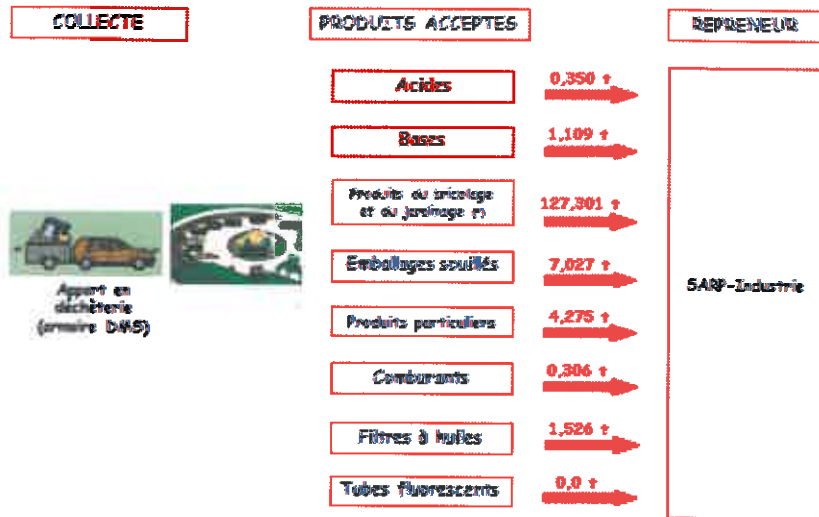 COLLECTE
PRODUITS ACCEPTES
REPRENEUR
Acides
0,350 t
Bases
1,109 t
Produits du bricolage
et du jardinage (*)
127,301 t
Emballages souillés
7,027 t
Apport en
déchèterie
(armoire DMS)
SARP-Industrie
Produits particuliers
4,275 t
Comburants
0,306 t
Filtres à huiles
1,526 t
Tubes fluorescents
0,0 t